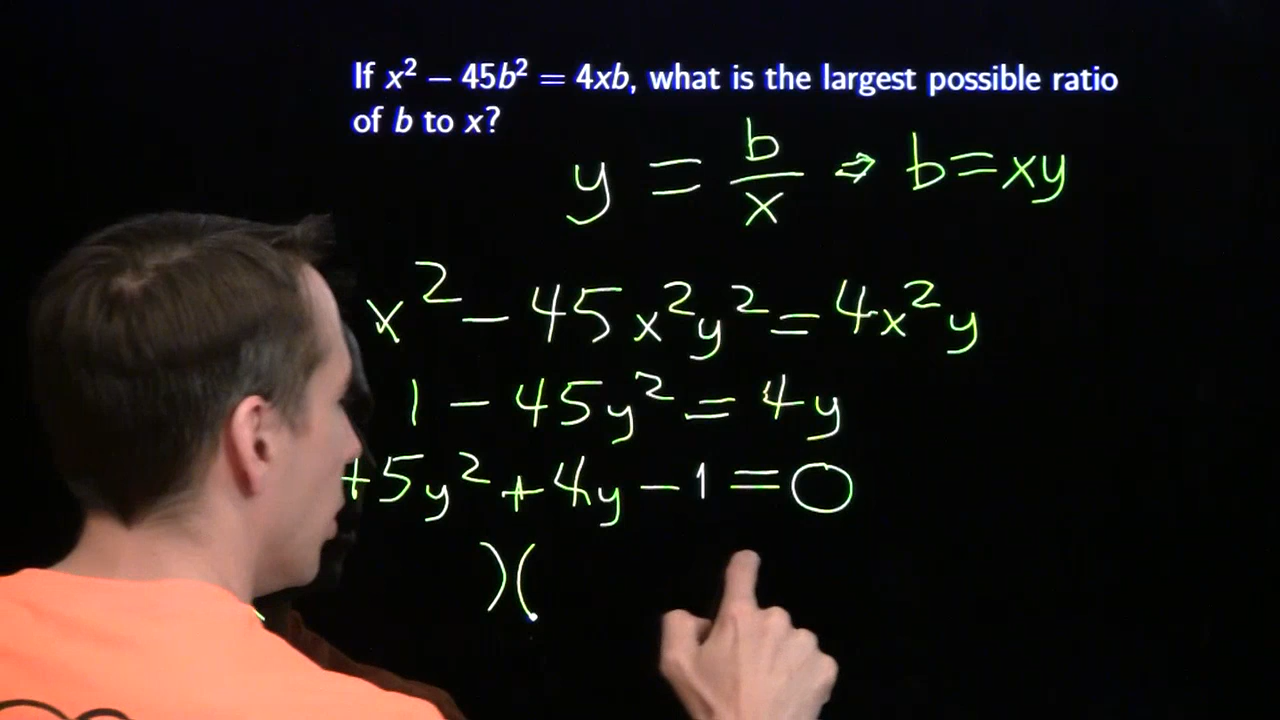 If x² − 45b² = 4xb, what is the largest possible ratio
of b to x?
y = b/x ⇒ b = xy
x² − 45x²y² = 4x²y
1 − 45y² = 4y
5y² + 4y − 1 = 0
)(